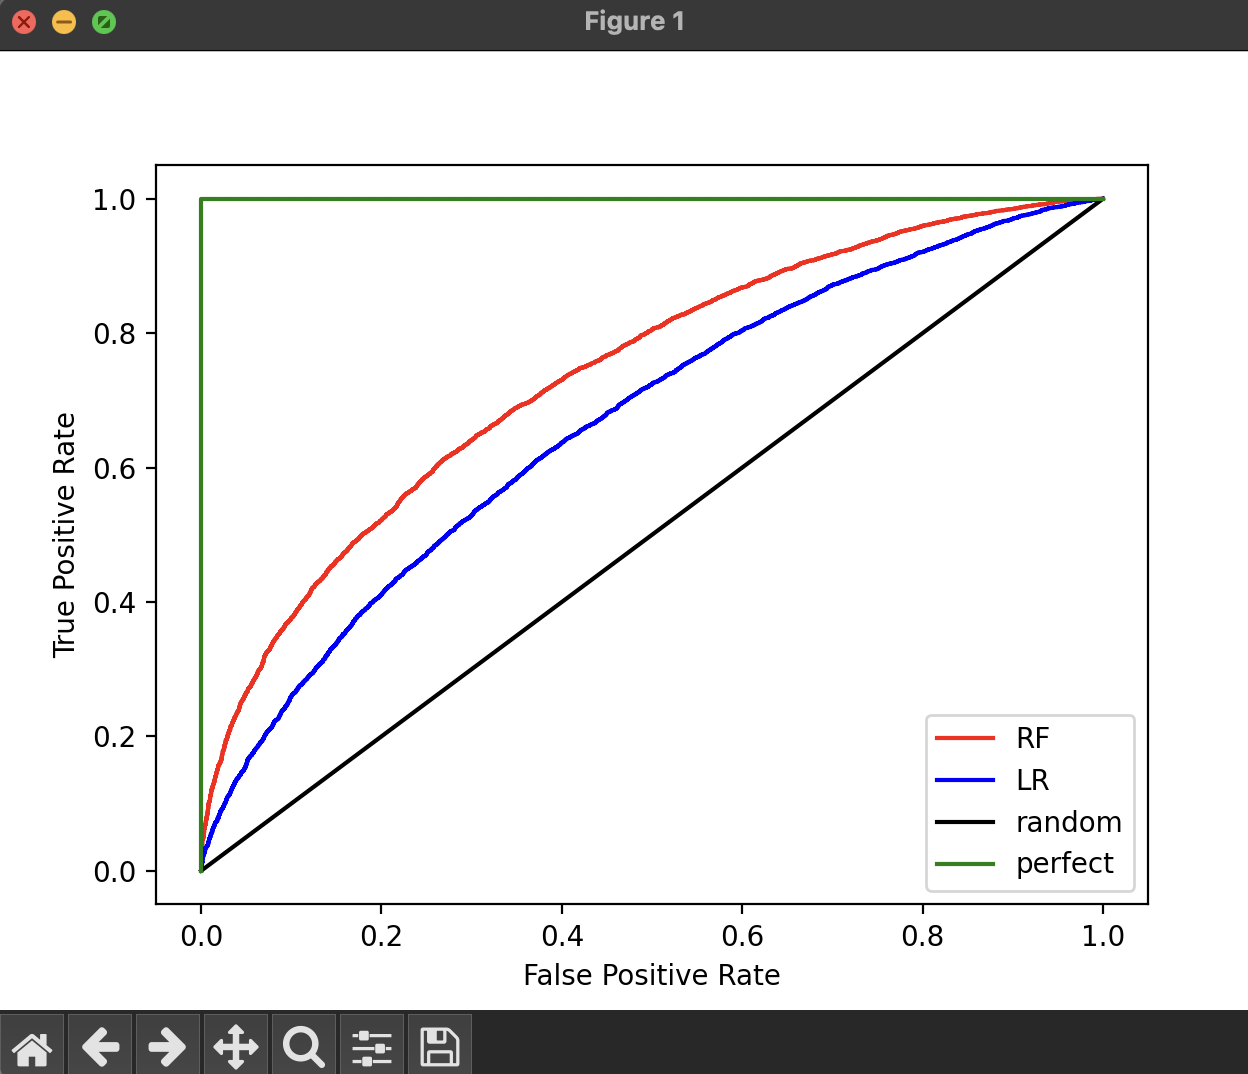 Figure 1
1.0
0.8
0.6
0.4
0.2
0.0
True Positive Rate
RF
LR
random
perfect
0.0 0.2 0.4 0.6 0.8 1.0
False Positive Rate